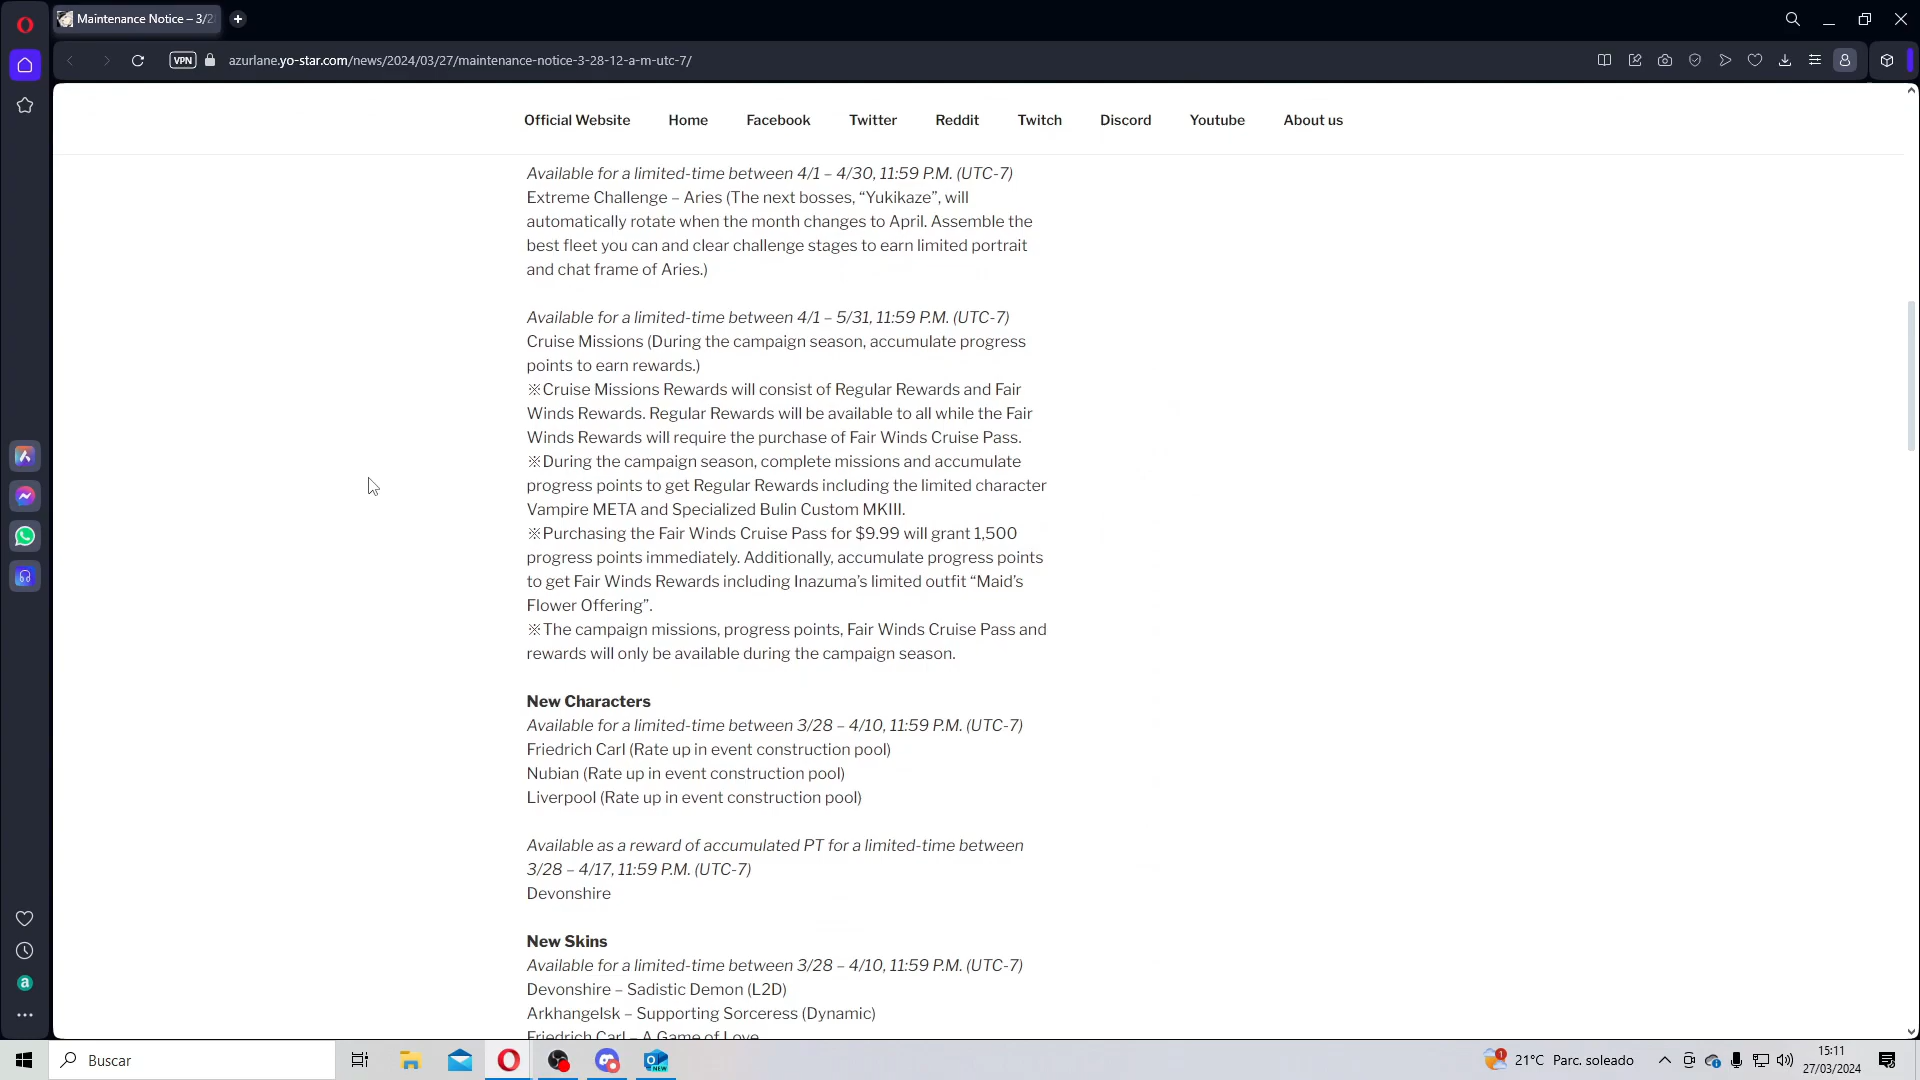 Maintenance Notice – 3/2
VPN
azurlane.yo-star.com/news/2024/03/27/maintenance-notice-3-28-12-a-m-utc-7/
Official Website Home Facebook Twitter Reddit Twitch Discord Youtube About us
Available for a limited-time between 4/1 – 4/30, 11:59 P.M. (UTC-7)
Extreme Challenge – Aries (The next bosses, “Yukikaze”, will
automatically rotate when the month changes to April. Assemble the
best fleet you can and clear challenge stages to earn limited portrait
and chat frame of Aries.)
Available for a limited-time between 4/1 – 5/31, 11:59 P.M. (UTC-7)
Cruise Missions (During the campaign season, accumulate progress
points to earn rewards.)
※Cruise Missions Rewards will consist of Regular Rewards and Fair
Winds Rewards. Regular Rewards will be available to all while the Fair
Winds Rewards will require the purchase of Fair Winds Cruise Pass.
※During the campaign season, complete missions and accumulate
progress points to get Regular Rewards including the limited character
Vampire META and Specialized Bulin Custom MKIII.
※Purchasing the Fair Winds Cruise Pass for $9.99 will grant 1,500
progress points immediately. Additionally, accumulate progress points
to get Fair Winds Rewards including Inazuma’s limited outfit “Maid’s
Flower Offering”.
※The campaign missions, progress points, Fair Winds Cruise Pass and
rewards will only be available during the campaign season.
New Characters
Available for a limited-time between 3/28 – 4/10, 11:59 P.M. (UTC-7)
Friedrich Carl (Rate up in event construction pool)
Nubian (Rate up in event construction pool)
Liverpool (Rate up in event construction pool)
Available as a reward of accumulated PT for a limited-time between
3/28 – 4/17, 11:59 P.M. (UTC-7)
Devonshire
New Skins
Available for a limited-time between 3/28 – 4/10, 11:59 P.M. (UTC-7)
Devonshire – Sadistic Demon (L2D)
Arkhangelsk – Supporting Sorceress (Dynamic)
Friedrich Carl – A Game of Love
Buscar
21°C Parc. soleado
15:11
27/03/2024